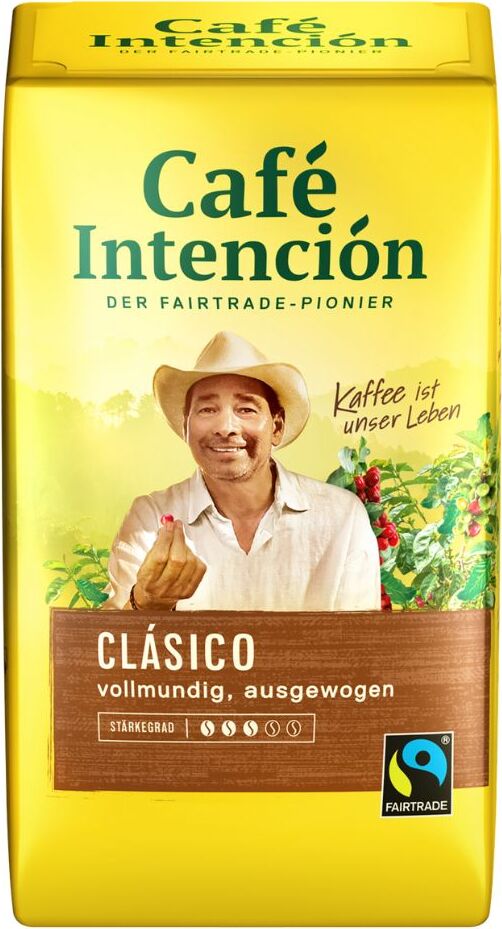 Café
Intención
DER FAIRTRADE-PIONIER
Café
Intención
DER FAIRTRADE-PIONIER
Kaffee ist
unser Leben
CLÁSICO
vollmundig, ausgewogen
STÄRKEGRAD
®
FAIRTRADE